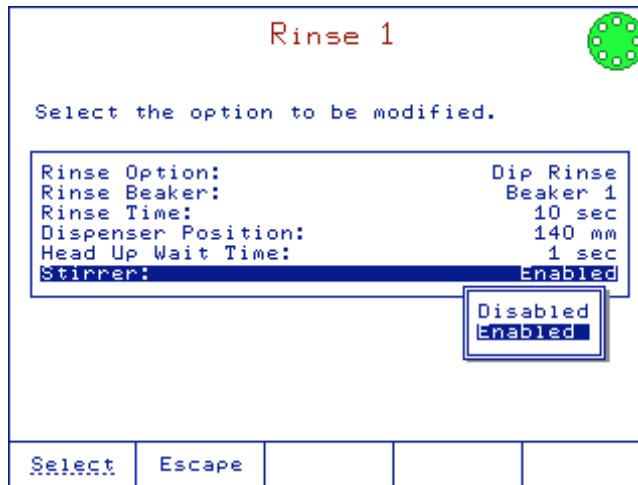 Rinse 1
Select the option to be modified.
Rinse Option: Dip Rinse
Rinse Beaker: Beaker 1
Rinse Time: 10 sec
Dispenser Position: 140 mm
Head Up Wait Time: 1 sec
Stirrer: Enabled
Disabled
Enabled
Select Escape